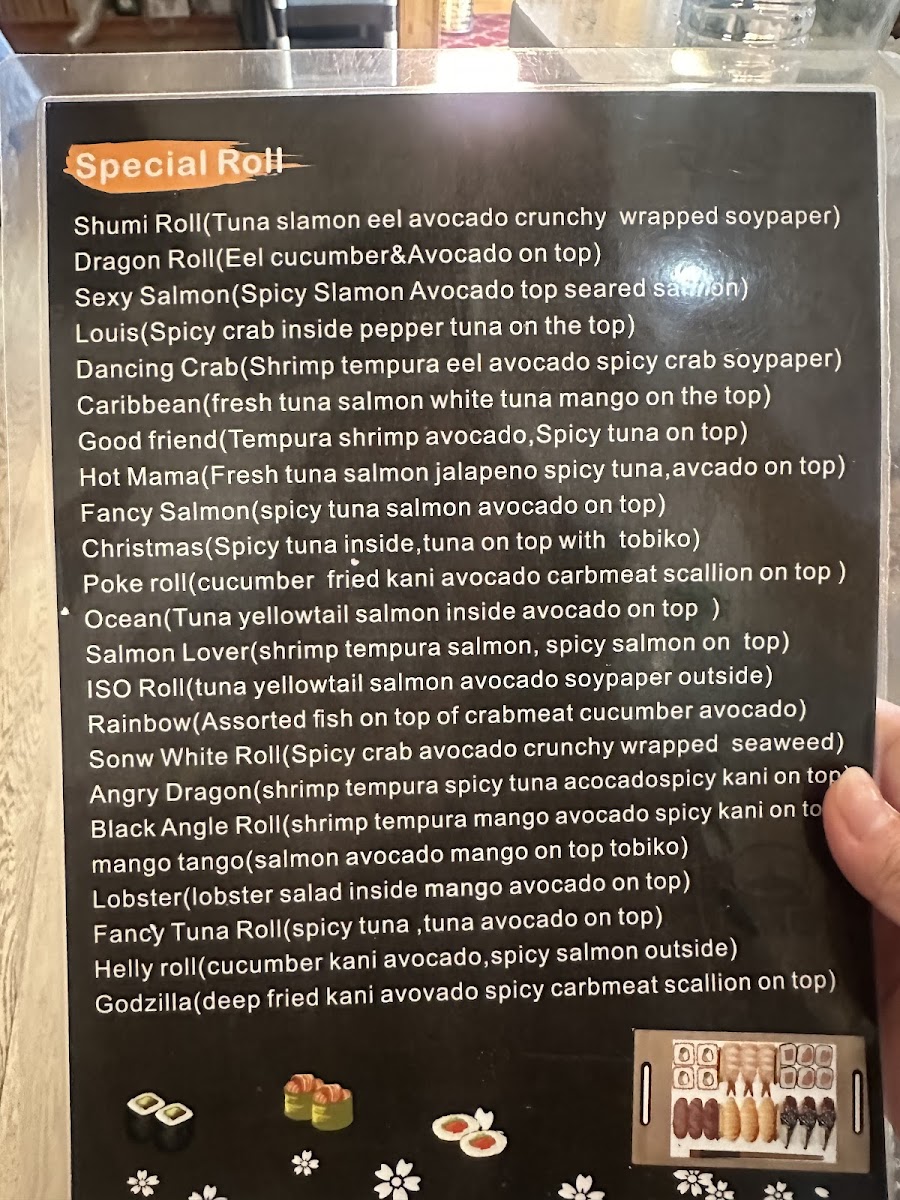 Special Roll
Shumi Roll(Tuna slamon eel avocado crunchy wrapped soypaper)
Dragon Roll(Eel cucumber&Avocado on top)
Sexy Salmon(Spicy Slamon Avocado top seared salmon)
Louis(Spicy crab inside pepper tuna on the top)
Dancing Crab(Shrimp tempura eel avocado spicy crab soypaper)
Caribbean(fresh tuna salmon white tuna mango on the top)
Good friend(Tempura shrimp avocado,Spicy tuna on top)
Hot Mama(Fresh tuna salmon jalapeno spicy tuna,avcado on top)
Fancy Salmon(spicy tuna salmon avocado on top)
Christmas(Spicy tuna inside,tuna on top with tobiko)
Poke roll(cucumber fried kani avocado carbmeat scallion on top )
Ocean(Tuna yellowtail salmon inside avocado on top )
Salmon Lover(shrimp tempura salmon, spicy salmon on top)
ISO Roll(tuna yellowtail salmon avocado soypaper outside)
Rainbow(Assorted fish on top of crabmeat cucumber avocado)
Sonw White Roll(Spicy crab avocado crunchy wrapped seaweed)
Angry Dragon(shrimp tempura spicy tuna acocadospicy kani on top)
Black Angle Roll(shrimp tempura mango avocado spicy kani on to
mango tango(salmon avocado mango on top tobiko)
Lobster(lobster salad inside mango avocado on top)
Fancy Tuna Roll(spicy tuna ,tuna avocado on top)
Helly roll(cucumber kani avocado,spicy salmon outside)
Godzilla(deep fried kani avovado spicy carbmeat scallion on top)